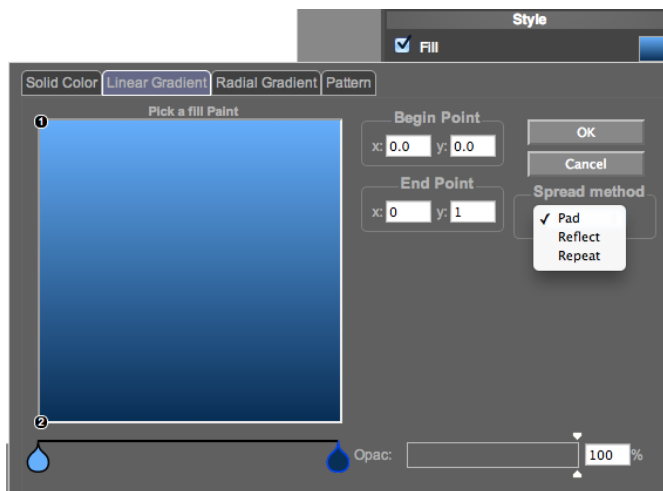 Style
Fill
Solid Color Linear Gradient Radial Gradient Pattern
Pick a fill Paint
1
2
Begin Point
x: 0.0 y: 0.0
End Point
x: 0 y: 1
OK
Cancel
Spread method
✓ Pad
Reflect
Repeat
Opac: 100 %